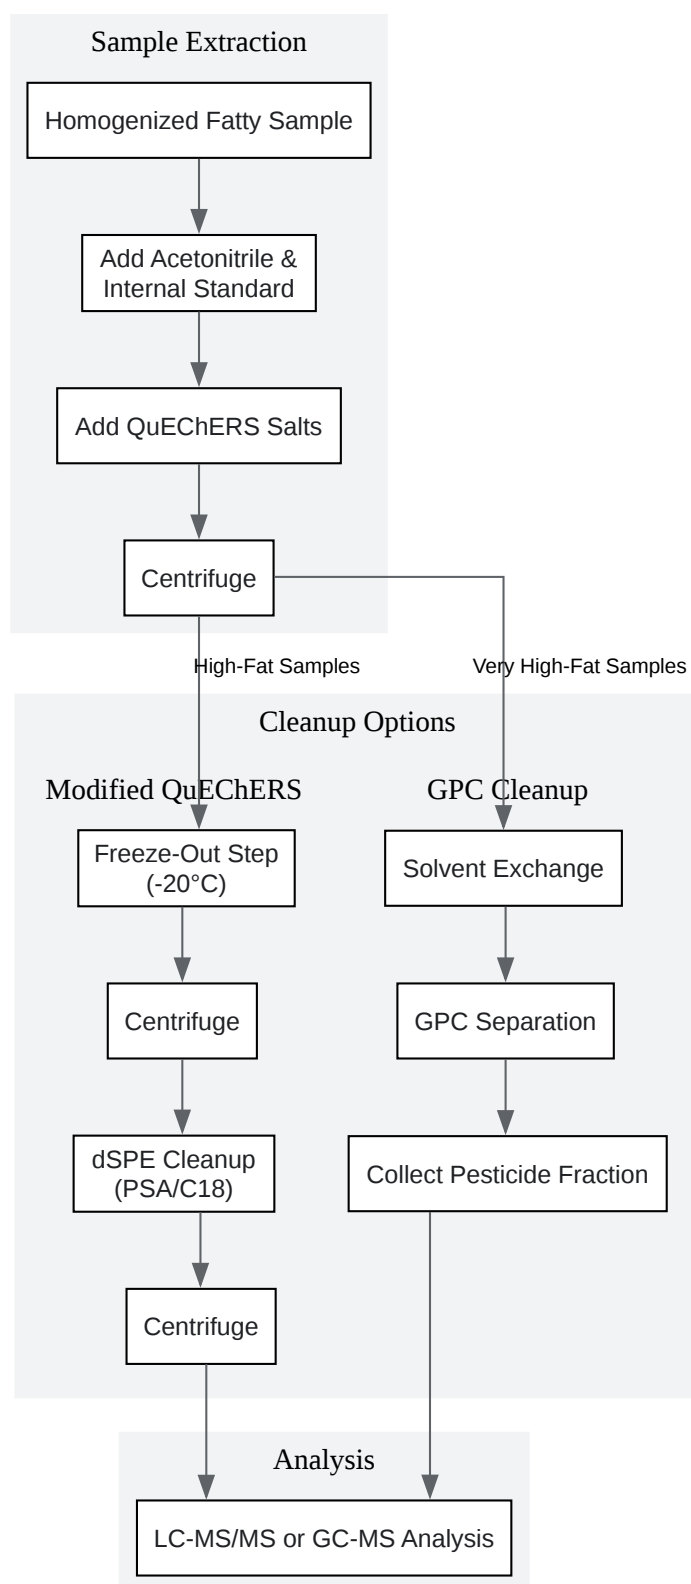 Sample Extraction
Homogenized Fatty Sample
Add Acetonitrile &
Internal Standard
Add QuEChERS Salts
Centrifuge
High-Fat Samples
Very High-Fat Samples
Cleanup Options
Modified QuEChERS
GPC Cleanup
Freeze-Out Step
(-20°C)
Solvent Exchange
Centrifuge
GPC Separation
dSPE Cleanup
(PSA/C18)
Collect Pesticide Fraction
Centrifuge
Analysis
LC-MS/MS or GC-MS Analysis